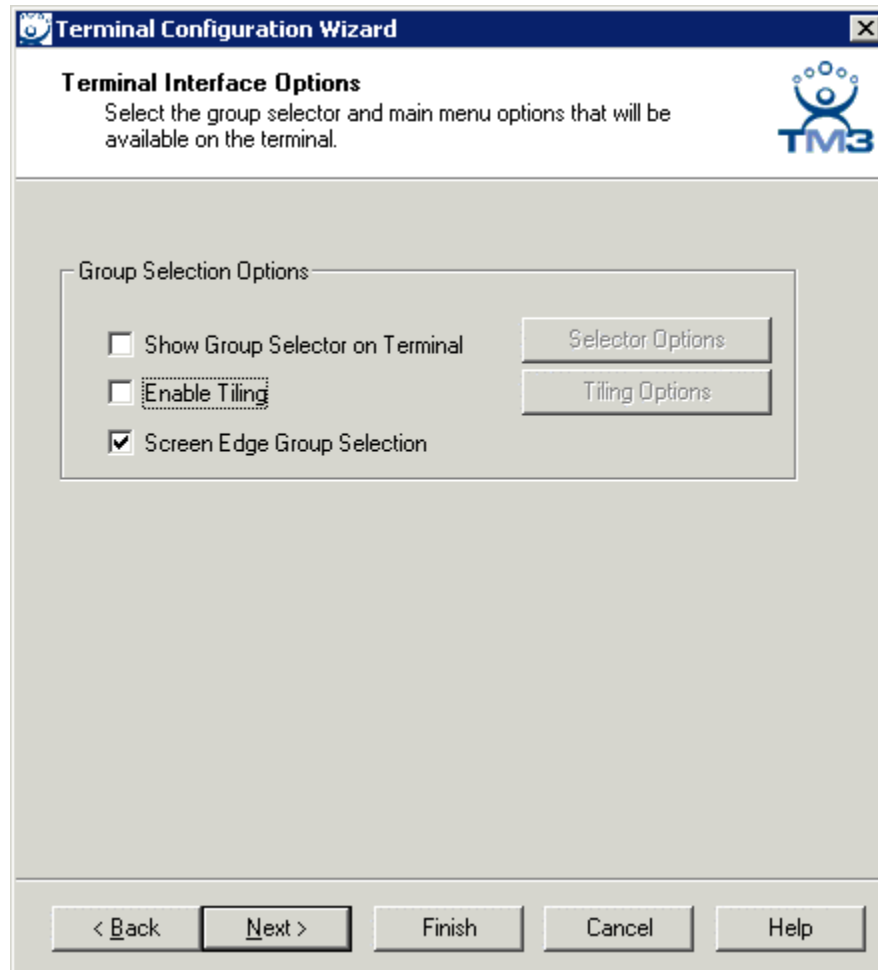 Terminal Configuration Wizard
Terminal Interface Options
Select the group selector and main menu options that will be
available on the terminal.
TM3
Group Selection Options
Show Group Selector on Terminal
Selector Options
Enable Tiling
Tiling Options
Screen Edge Group Selection
< Back
Next >
Finish
Cancel
Help